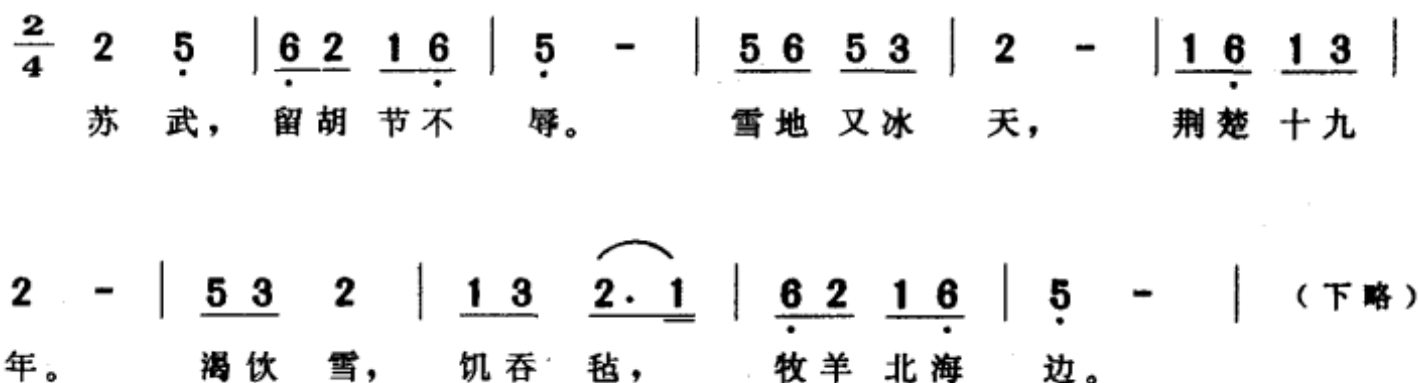 2/4 2 5̣ | 6̣ 2 1 6̣ | 5̣ - | 5 6 5 3 | 2 - | 1 6̣ 1 3 |
苏 武， 留 胡 节 不 辱。 雪 地 又 冰 天， 荆 楚 十 九
2 - | 5 3 2 | 1 3 2· 1 | 6̣ 2 1 6̣ | 5̣ - | （下略）
年。 渴 饮 雪， 饥 吞 毡， 牧 羊 北 海 边。